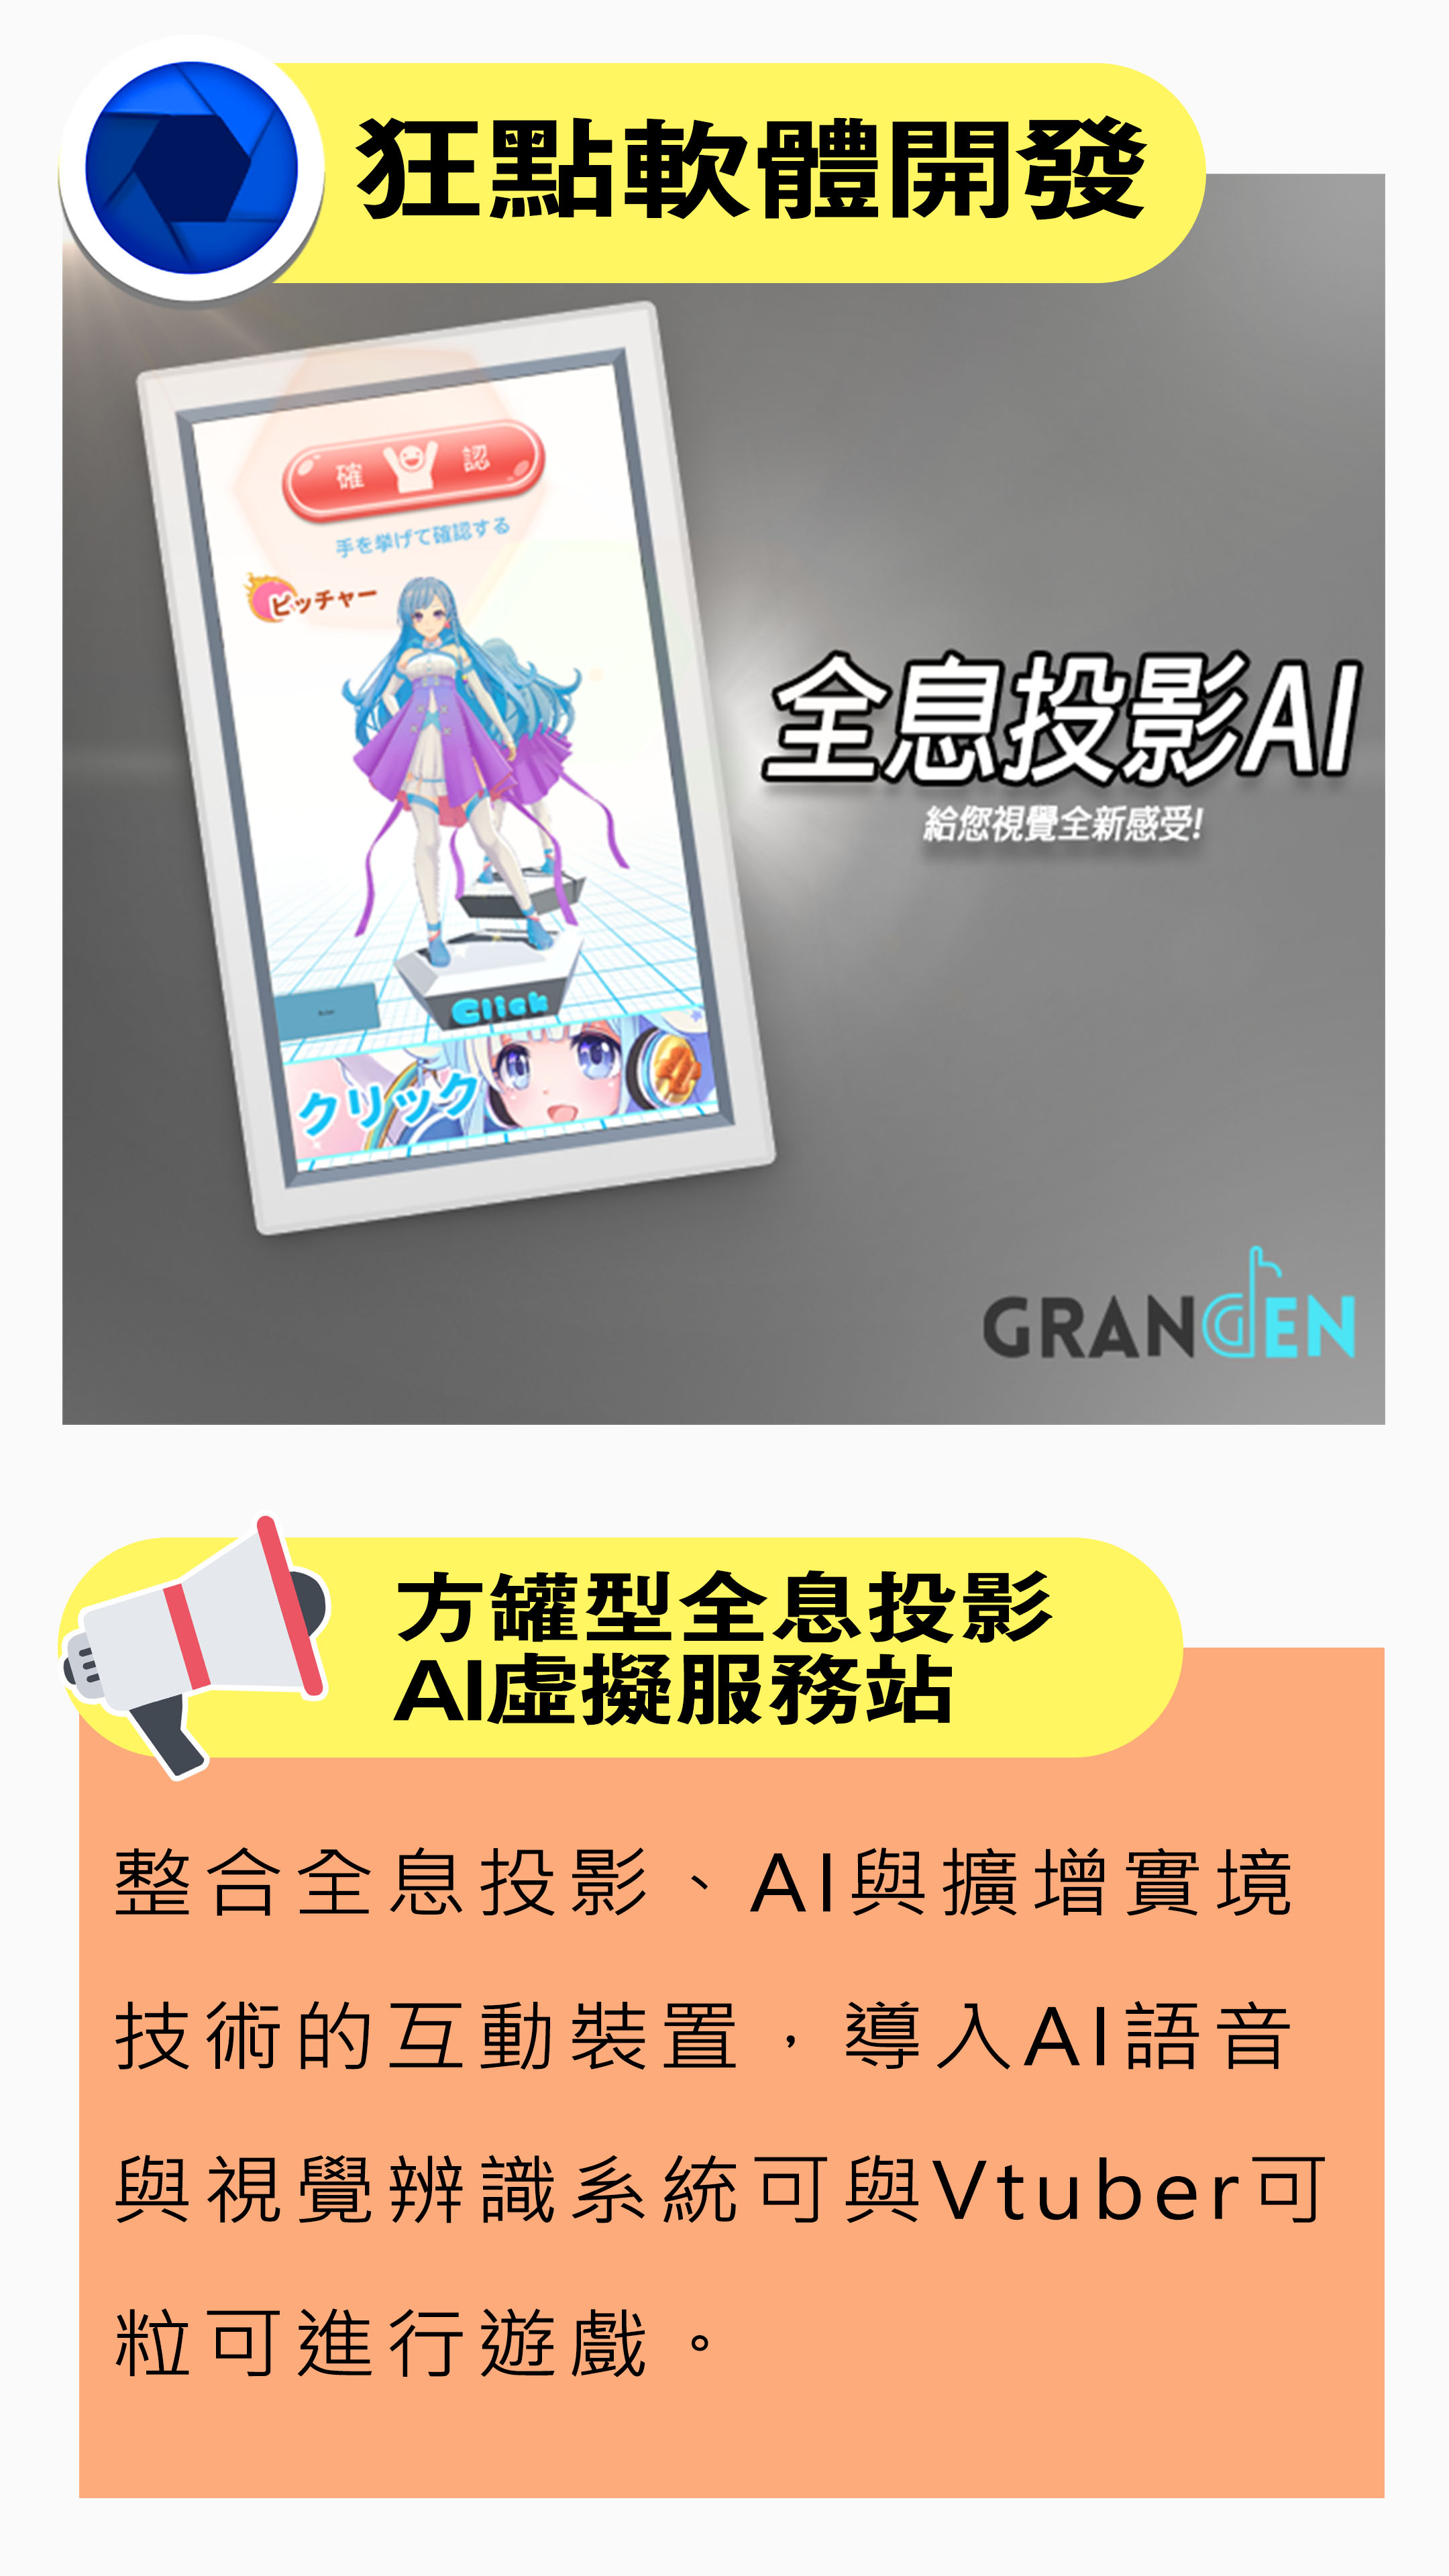 狂點軟體開發
確 認
手を挙げて確認する
ピッチャー
全息投影AI
給您視覺全新感受!
Click
クリック
GRANDEN
方罐型全息投影
AI虛擬服務站
整合全息投影、AI與擴增實境
技術的互動裝置，導入AI語音
與視覺辨識系統可與Vtuber可
粒可進行遊戲。